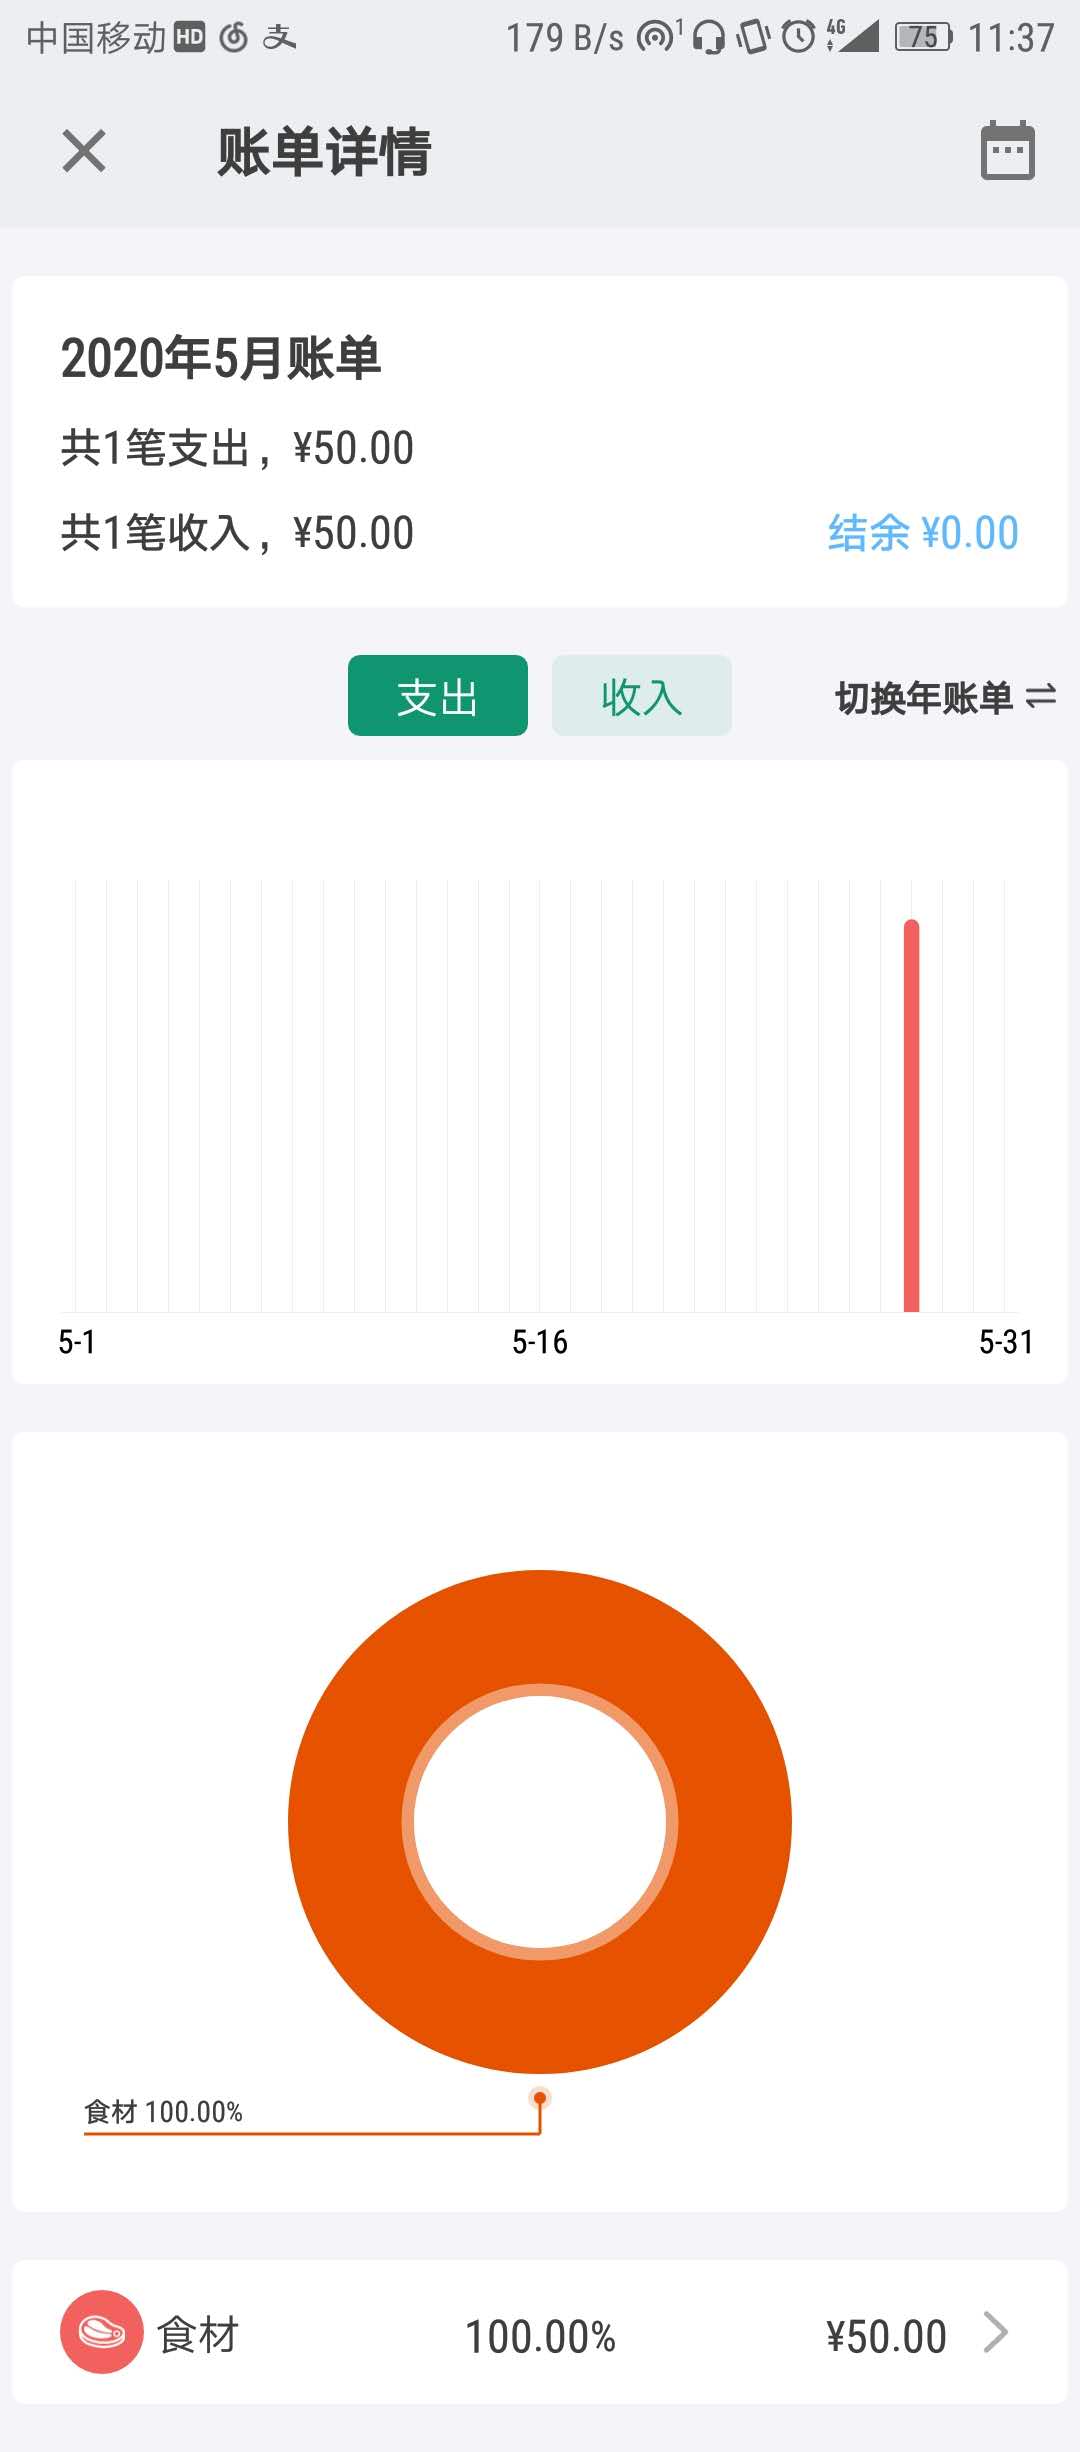 中国移动 HD 179 B/s 1 4G 75 11:37
账单详情
2020年5月账单
共1笔支出，¥50.00
共1笔收入，¥50.00 结余 ¥0.00
支出 收入 切换年账单
5-1 5-16 5-31
食材 100.00%
食材 100.00% ¥50.00